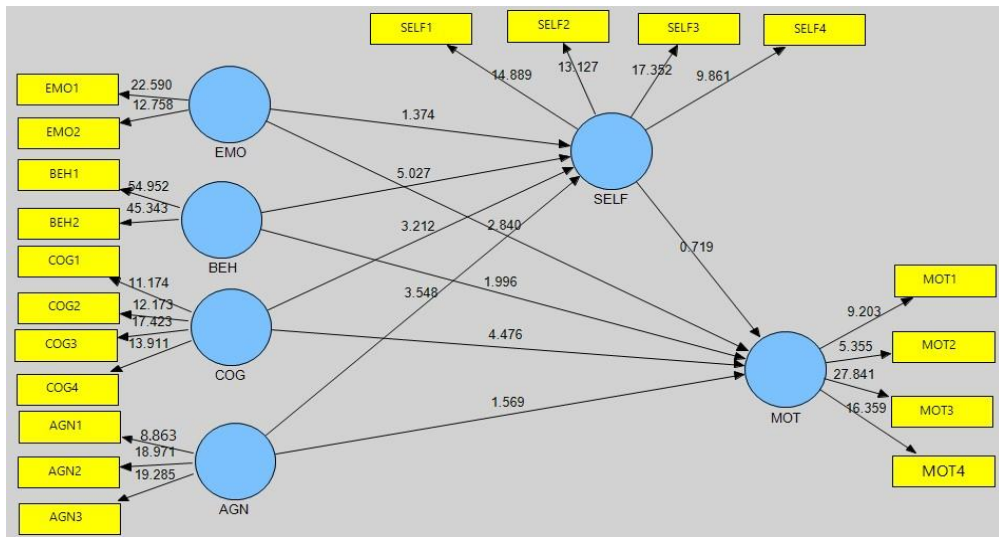 SELF1
SELF2
SELF3
SELF4
14.889
13.127
17.352
9.861
EMO1
22.590
EMO2
12.758
EMO
1.374
BEH1
54.952
BEH2
45.343
BEH
5.027
SELF
COG1
11.174
COG2
12.173
COG3
17.423
COG4
13.911
COG
3.212
2.840
0.719
3.548
1.996
4.476
1.569
AGN1
8.863
AGN2
18.971
AGN3
19.285
AGN
MOT1
9.203
MOT2
5.355
MOT3
27.841
MOT4
16.359
MOT